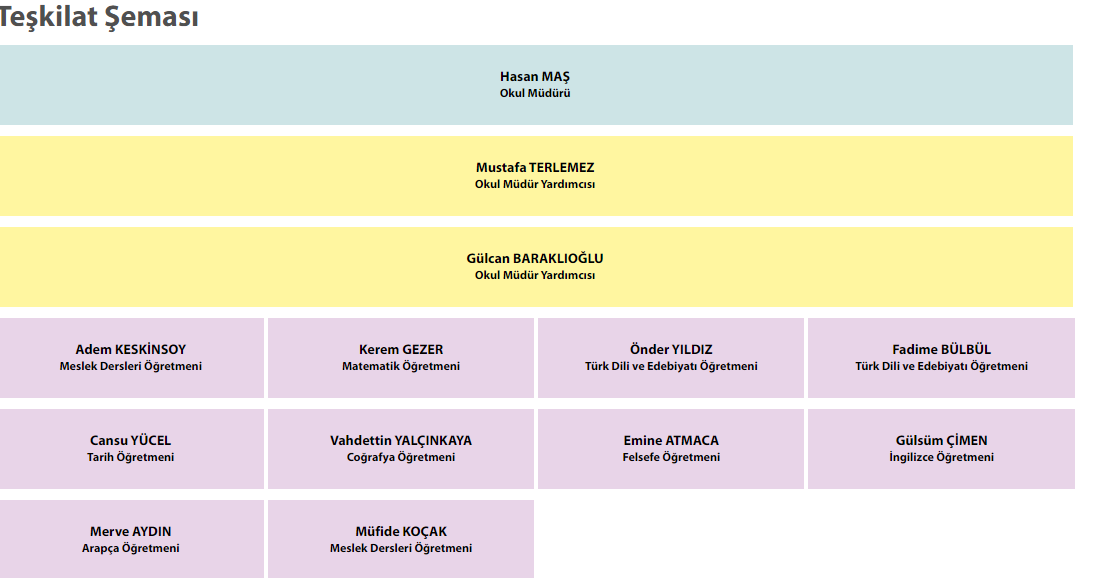 Teşkilat Şeması
Hasan MAŞ
Okul Müdürü
Mustafa TERLEMEZ
Okul Müdür Yardımcısı
Gülcan BARAKLIOĞLU
Okul Müdür Yardımcısı
Adem KESKİNSOY
Meslek Dersleri Öğretmeni
Kerem GEZER
Matematik Öğretmeni
Önder YILDIZ
Türk Dili ve Edebiyatı Öğretmeni
Fadime BÜLBÜL
Türk Dili ve Edebiyatı Öğretmeni
Cansu YÜCEL
Tarih Öğretmeni
Vahdettin YALÇINKAYA
Coğrafya Öğretmeni
Emine ATMACA
Felsefe Öğretmeni
Gülsüm ÇİMEN
İngilizce Öğretmeni
Merve AYDIN
Arapça Öğretmeni
Müfide KOÇAK
Meslek Dersleri Öğretmeni